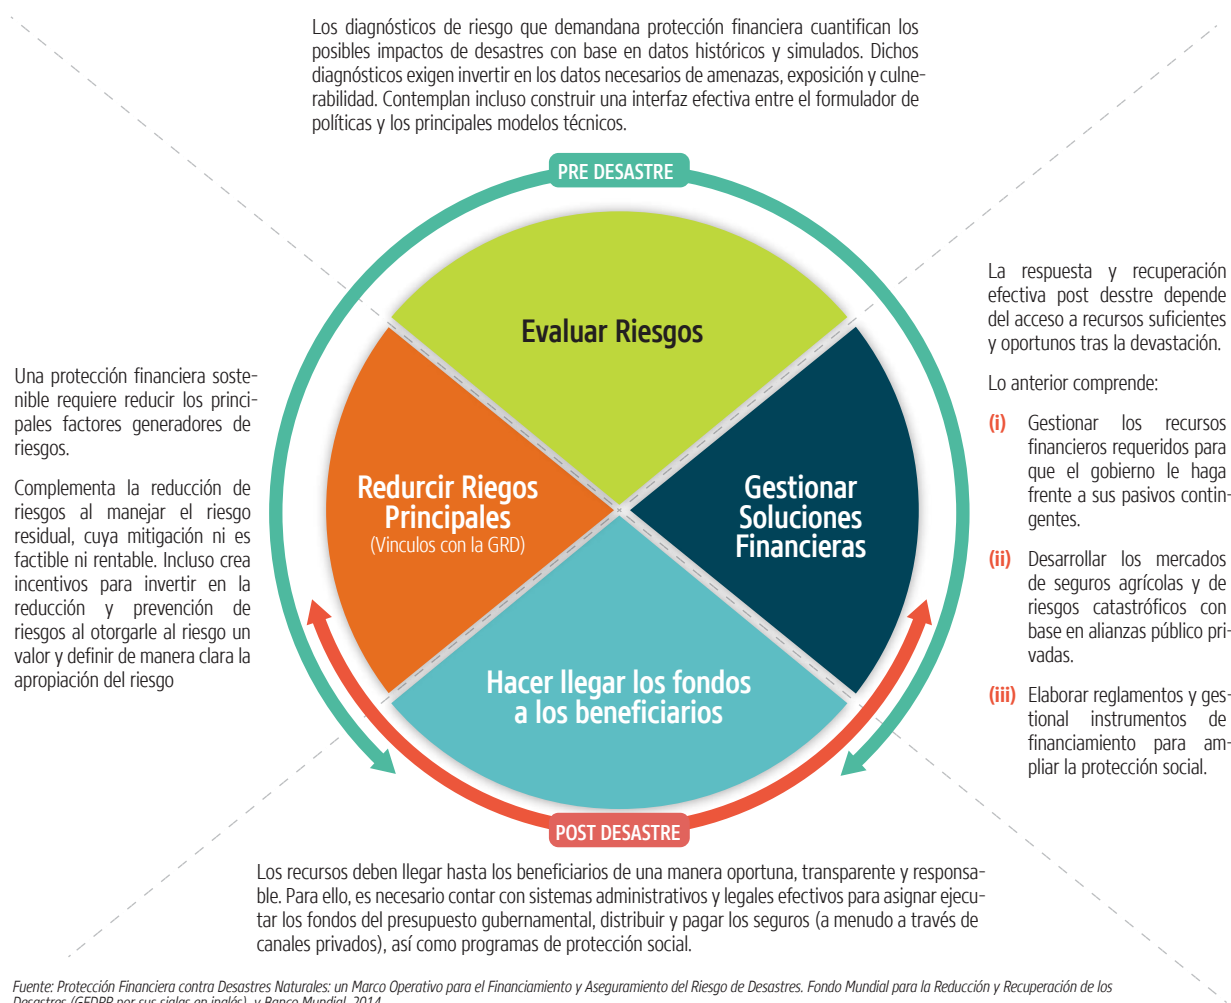 Los diagnósticos de riesgo que demandana protección financiera cuantifican los
posibles impactos de desastres con base en datos históricos y simulados. Dichos
diagnósticos exigen invertir en los datos necesarios de amenazas, exposición y culne-
rabilidad. Contemplan incluso construir una interfaz efectiva entre el formulador de
políticas y los principales modelos técnicos.
PRE DESASTRE
Evaluar Riesgos
Una protección financiera soste-
nible requiere reducir los princi-
pales factores generadores de
riesgos.
Complementa la reducción de
riesgos al manejar el riesgo
residual, cuya mitigación ni es
factible ni rentable. Incluso crea
incentivos para invertir en la
reducción y prevención de
riesgos al otorgarle al riesgo un
valor y definir de manera clara la
apropiación del riesgo
Redurcir Riegos
Principales
(Vinculos con la GRD)
Gestionar
Soluciones
Financieras
La respuesta y recuperación
efectiva post desstre depende
del acceso a recursos suficientes
y oportunos tras la devastación.
Lo anterior comprende:
(i) Gestionar los recursos
financieros requeridos para
que el gobierno le haga
frente a sus pasivos contin-
gentes.
(ii) Desarrollar los mercados
de seguros agrícolas y de
riesgos catastróficos con
base en alianzas público pri-
vadas.
(iii) Elaborar reglamentos y ges-
tional instrumentos de
financiamiento para am-
pliar la protección social.
Hacer llegar los fondos
a los beneficiarios
POST DESASTRE
Los recursos deben llegar hasta los beneficiarios de una manera oportuna, transparente y responsa-
ble. Para ello, es necesario contar con sistemas administrativos y legales efectivos para asignar ejecu-
tar los fondos del presupuesto gubernamental, distribuir y pagar los seguros (a menudo a través de
canales privados), así como programas de protección social.
Fuente: Protección Financiera contra Desastres Naturales: un Marco Operativo para el Financiamiento y Aseguramiento del Riesgo de Desastres. Fondo Mundial para la Reducción y Recuperación de los
Desastres (GFDRR por sus siglas en inglés), y Banco Mundial, 2014